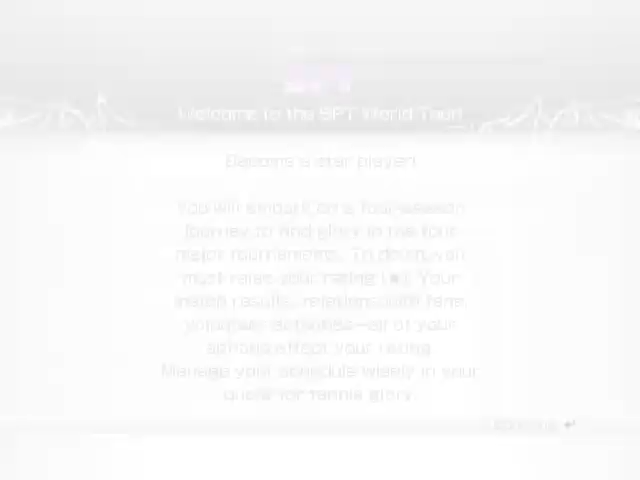 Welcome to the SPT World Tour!
Become a star player!
You will embark on a four-season
journey to find glory in the four
major tournaments. To do so, you
must raise your rating (★). Your
match results, relations with fans,
volunteer activities—all of your
actions affect your rating.
Manage your schedule wisely in your
quest for tennis glory.